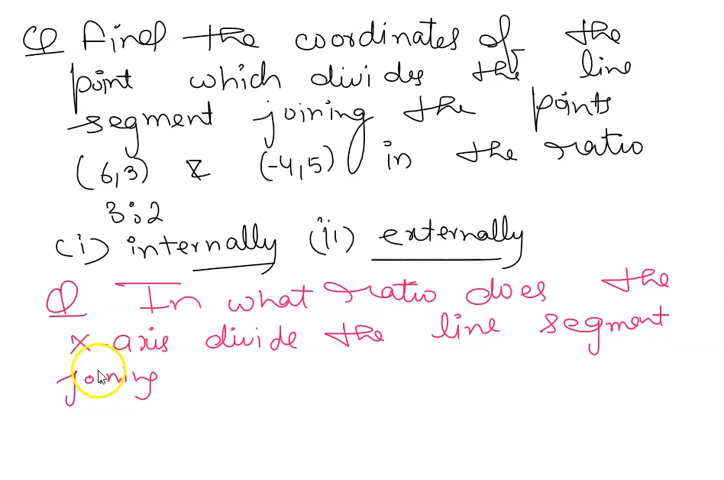 Q Find the coordinates of the
point which divides the line
segment joining the points
(6,3) & (-4,5) in the ratio
3:2
(i) internally (ii) externally
Q In what ratio does the
x-axis divide the line segment
joining